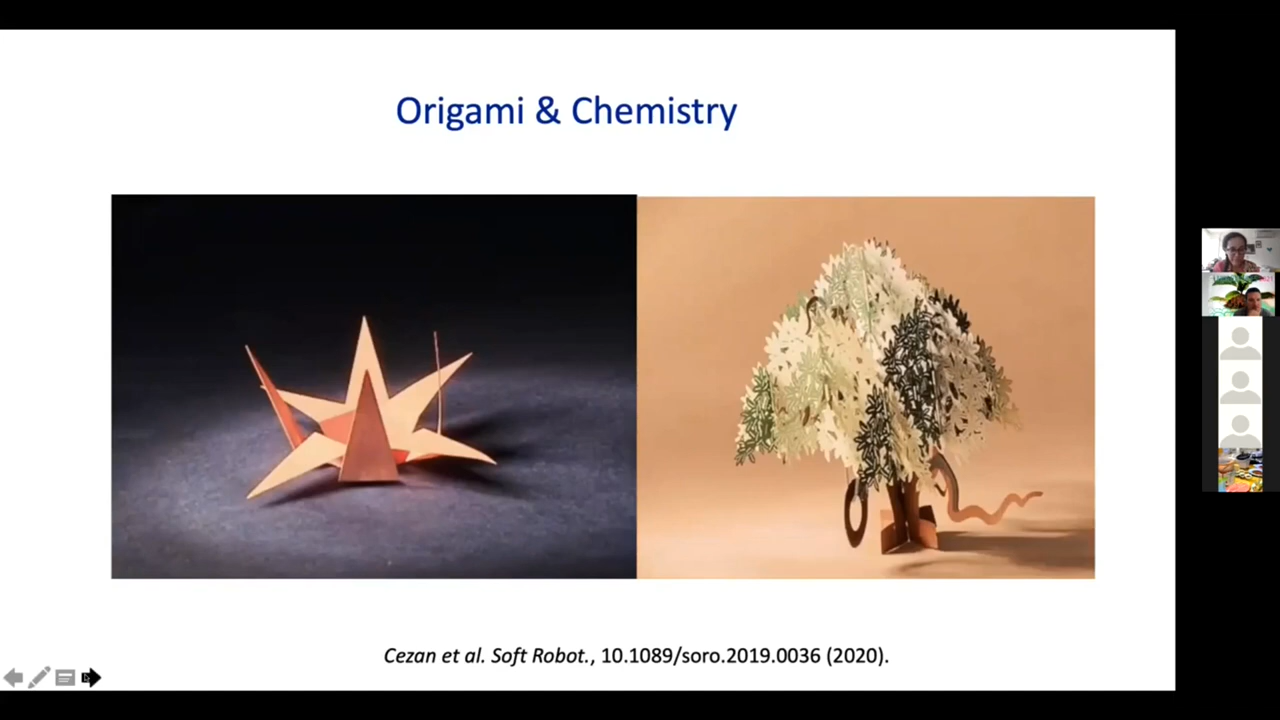 Origami & Chemistry
Cezan et al. Soft Robot., 10.1089/soro.2019.0036 (2020).